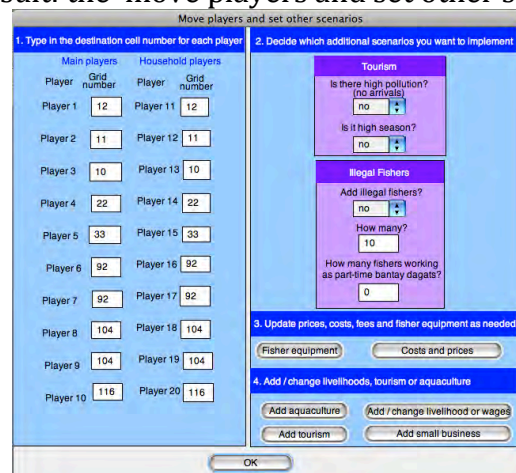 Move players and set other scenarios
1. Type in the destination cell number for each player
Main players Household players
Player Grid number Player Grid number
Player 1 12 Player 11 12
Player 2 11 Player 12 11
Player 3 10 Player 13 10
Player 4 22 Player 14 22
Player 5 33 Player 15 33
Player 6 92 Player 16 92
Player 7 92 Player 17 92
Player 8 104 Player 18 104
Player 9 104 Player 19 104
Player 10 116 Player 20 116
2. Decide which additional scenarios you want to implement
Tourism
Is there high pollution?
(no arrivals)
no
Is it high season?
no
Illegal Fishers
Add illegal fishers?
no
How many?
10
How many fishers working
as part-time bantay dagats?
0
3. Update prices, costs, fees and fisher equipment as needed
Fisher equipment Costs and prices
4. Add / change livelihoods, tourism or aquaculture
Add aquaculture Add / change livelihood or wages
Add tourism Add small business
OK